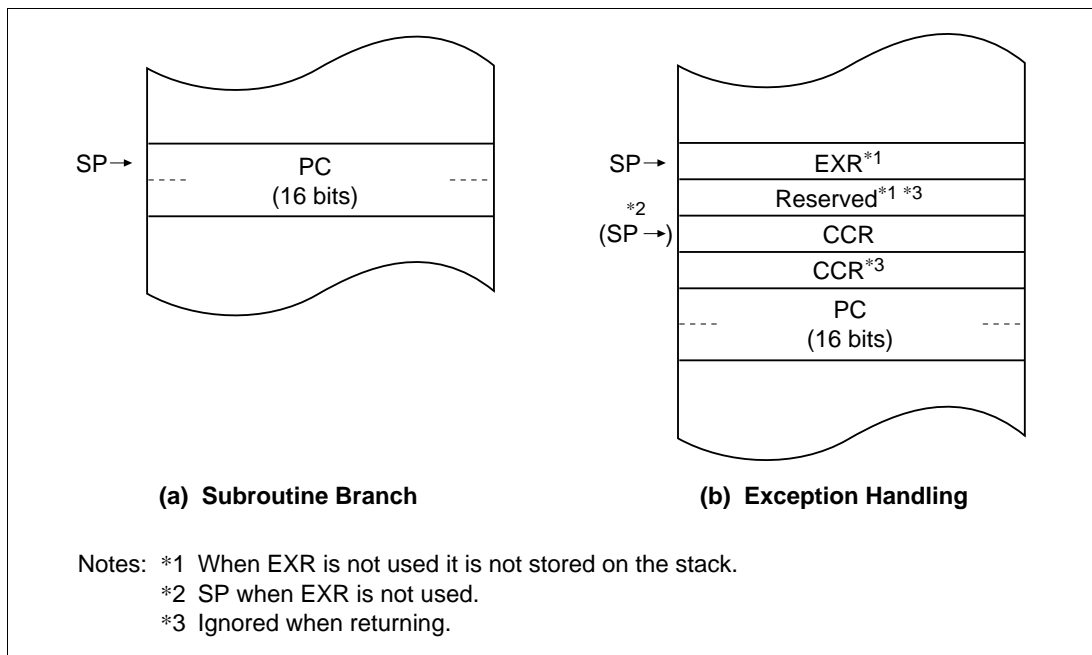 SP→
PC
(16 bits)
SP→
EXR*1
Reserved*1 *3
*2
(SP→)
CCR
CCR*3
PC
(16 bits)
(a) Subroutine Branch
(b) Exception Handling
Notes: *1 When EXR is not used it is not stored on the stack.
*2 SP when EXR is not used.
*3 Ignored when returning.